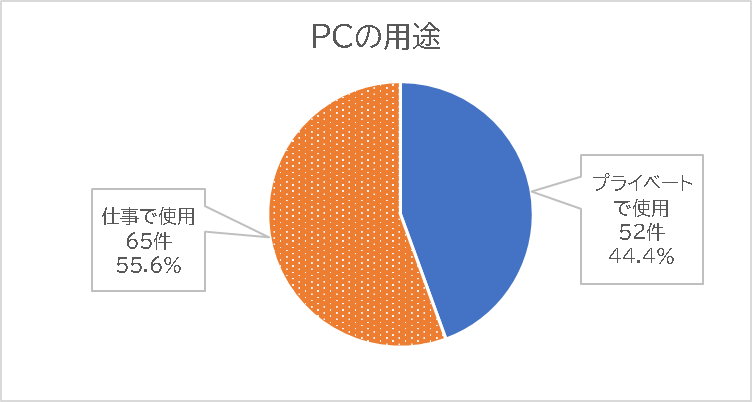 PCの用途
仕事で使用
65件
55.6%
プライベート
で使用
52件
44.4%